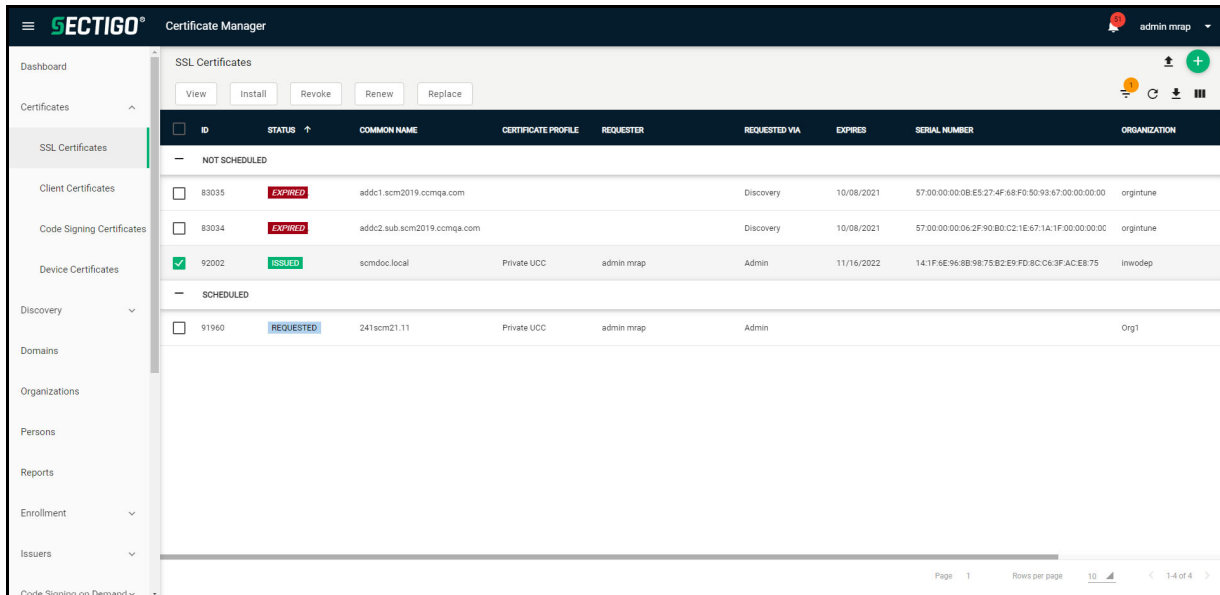 SECTIGO® Certificate Manager 51 admin mrap
Dashboard
Certificates
SSL Certificates
Client Certificates
Code Signing Certificates
Device Certificates
Discovery
Domains
Organizations
Persons
Reports
Enrollment
Issuers
Code Signing on Demand
SSL Certificates
View Install Revoke Renew Replace 1
ID STATUS COMMON NAME CERTIFICATE PROFILE REQUESTER REQUESTED VIA EXPIRES SERIAL NUMBER ORGANIZATION
NOT SCHEDULED
83035 EXPIRED addc1.scm2019.ccmqa.com Discovery 10/08/2021 57:00:00:00:0B:E5:27:4F:68:F0:50:93:67:00:00:00:00 orgintune
83034 EXPIRED addc2.sub.scm2019.ccmqa.com Discovery 10/08/2021 57:00:00:00:06:2F:90:B0:C2:1E:67:1A:1F:00:00:00:0C orgintune
92002 ISSUED scmdoc.local Private UCC admin mrap Admin 11/16/2022 14:1F:6E:96:8B:98:75:B2:E9:FD:8C:C6:3F:AC:E8:75 inwodep
SCHEDULED
91960 REQUESTED 241scm21.11 Private UCC admin mrap Admin Org1
Page 1 Rows per page 10 1-4 of 4